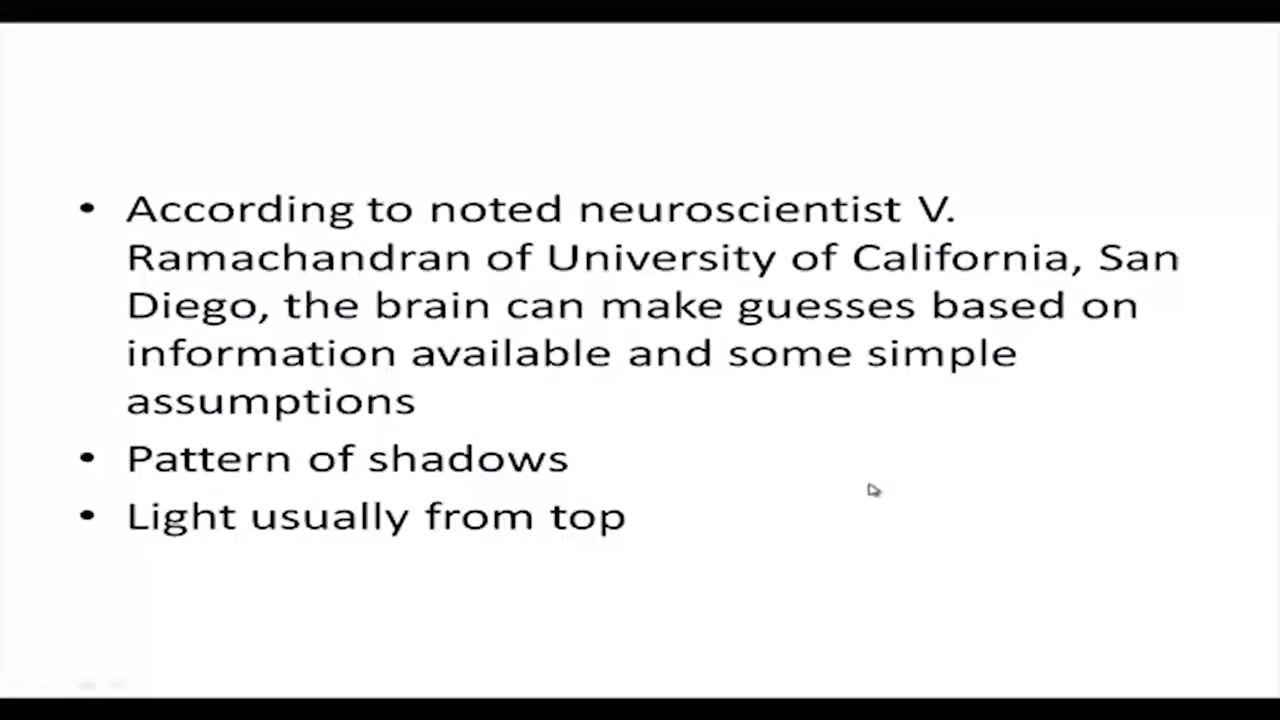 • According to noted neuroscientist V.
Ramachandran of University of California, San
Diego, the brain can make guesses based on
information available and some simple
assumptions
• Pattern of shadows
• Light usually from top